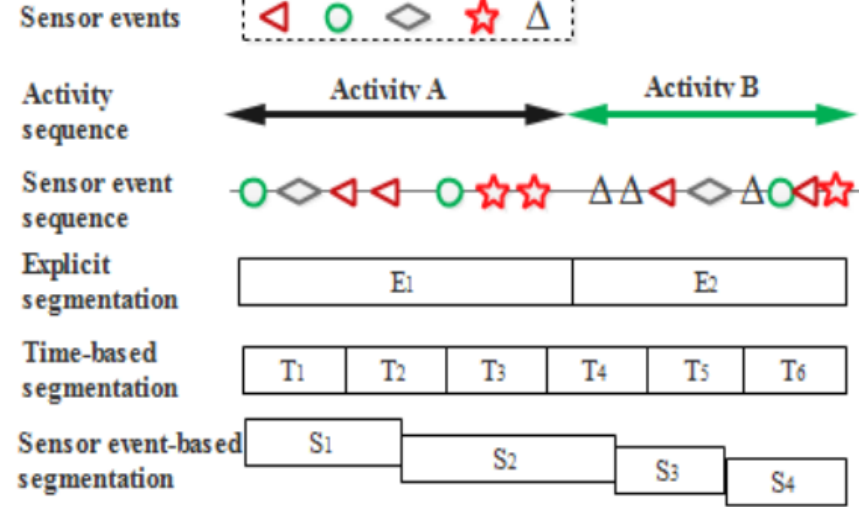 Sensor events
Activity A
Activity B
Activity
sequence
Sensor event
sequence
Explicit
segmentation
E1
E2
Time-based
segmentation
T1
T2
T3
T4
T5
T6
Sensor event-based
segmentation
S1
S2
S3
S4